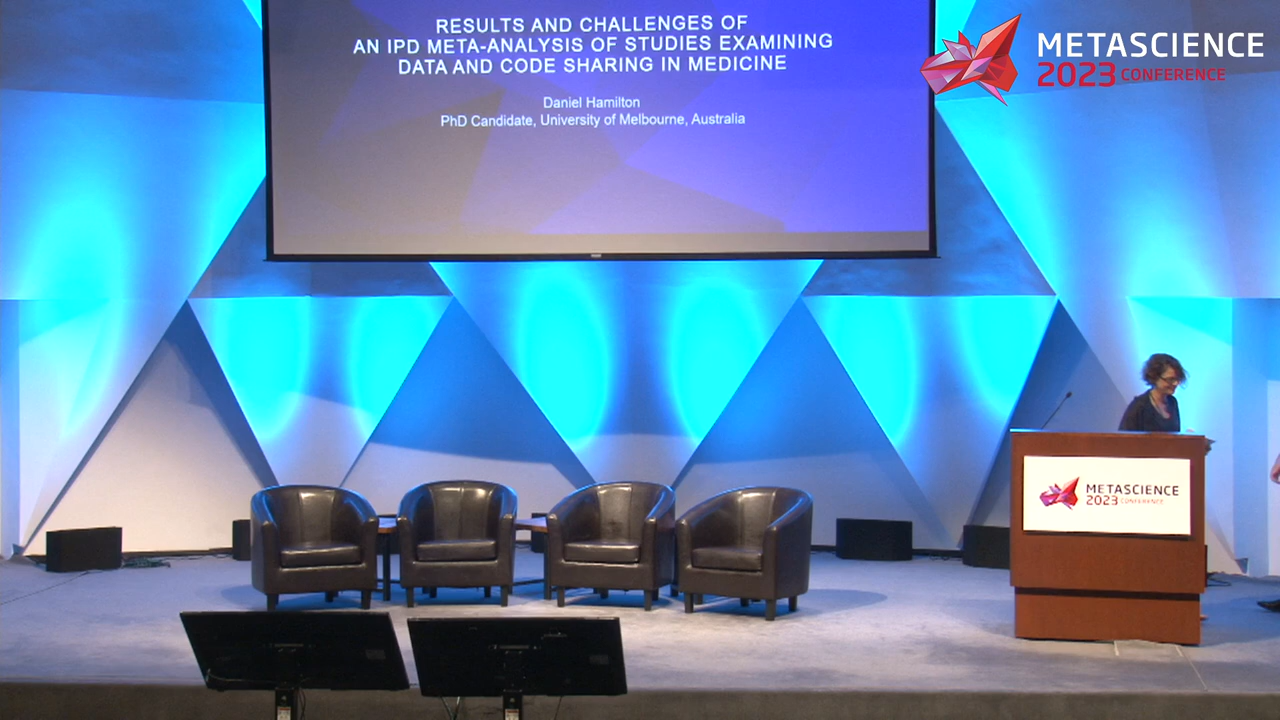 RESULTS AND CHALLENGES OF
AN IPD META-ANALYSIS OF STUDIES EXAMINING
DATA AND CODE SHARING IN MEDICINE
Daniel Hamilton
PhD Candidate, University of Melbourne, Australia
METASCIENCE
2023 CONFERENCE
METASCIENCE
2023 CONFERENCE